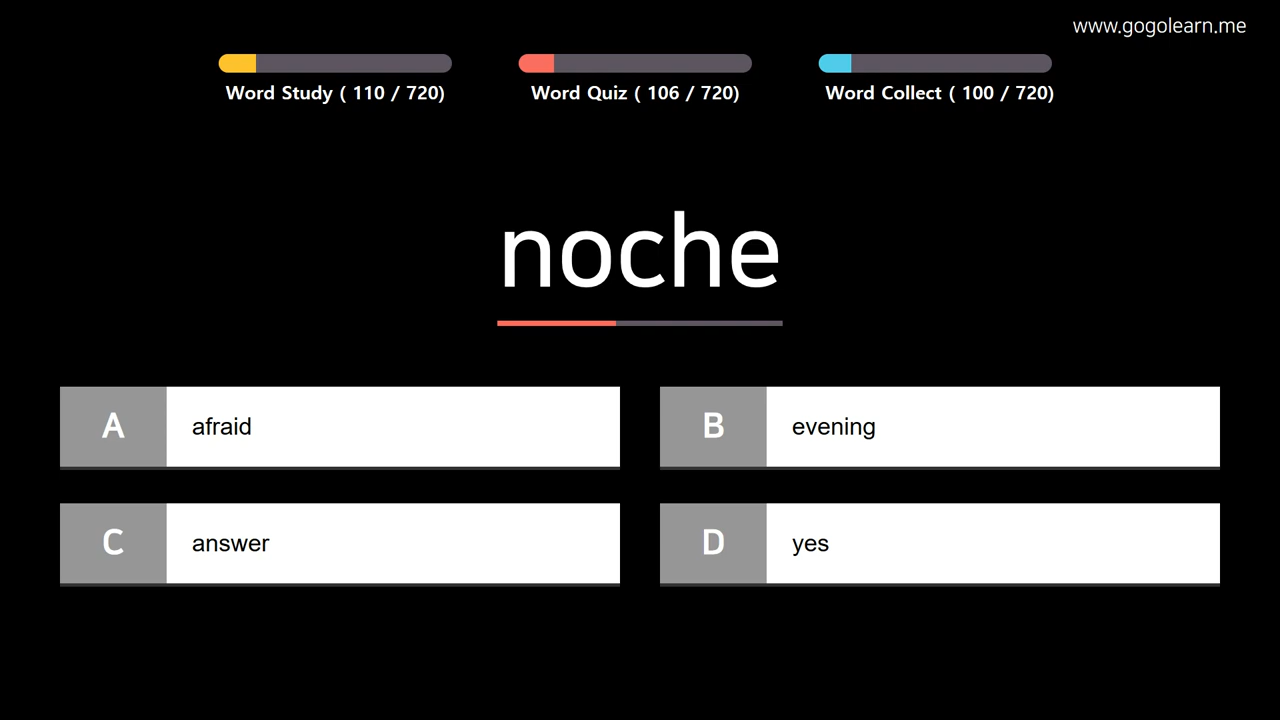 www.gogolearn.me
Word Study ( 110 / 720)
Word Quiz ( 106 / 720)
Word Collect ( 100 / 720)
noche
A afraid
B evening
C answer
D yes